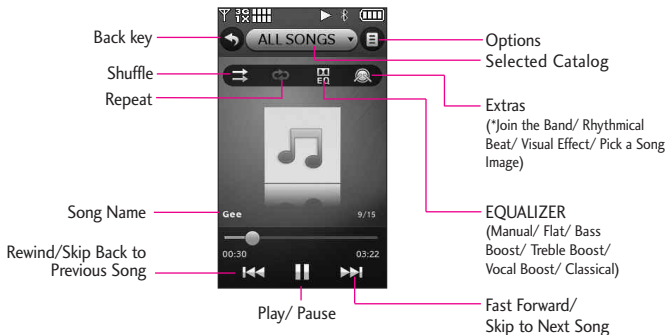 3G
1X
Back key
ALL SONGS
Options
Selected Catalog
Shuffle
EQ
Repeat
Extras
(*Join the Band/ Rhythmical
Beat/ Visual Effect/ Pick a Song
Image)
Song Name
Gee
9/15
EQUALIZER
(Manual/ Flat/ Bass
Boost/ Treble Boost/
Vocal Boost/ Classical)
Rewind/Skip Back to
Previous Song
00:30
03:22
Play/ Pause
Fast Forward/
Skip to Next Song